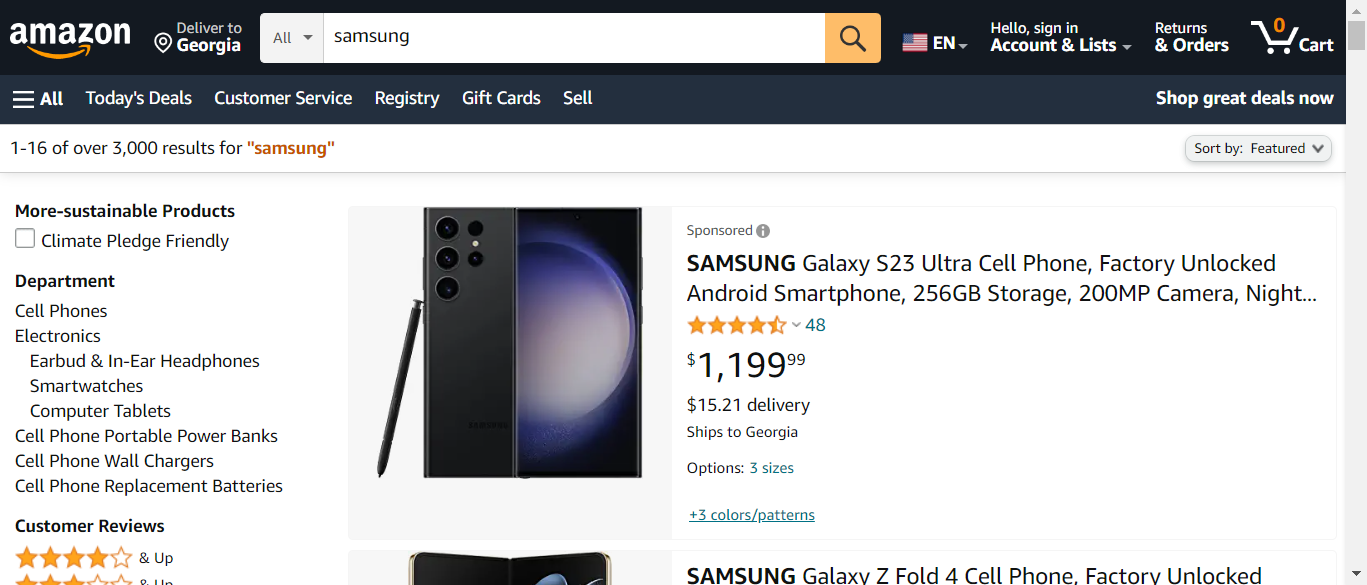 amazon
Deliver to
Georgia
All
samsung
EN
Hello, sign in
Account & Lists
Returns
& Orders
0
Cart
All
Today's Deals
Customer Service
Registry
Gift Cards
Sell
Shop great deals now
1-16 of over 3,000 results for "samsung"
Sort by: Featured
More-sustainable Products
Climate Pledge Friendly
Department
Cell Phones
Electronics
Earbud & In-Ear Headphones
Smartwatches
Computer Tablets
Cell Phone Portable Power Banks
Cell Phone Wall Chargers
Cell Phone Replacement Batteries
Customer Reviews
& Up
& Up
SAMSUNG
Sponsored
SAMSUNG Galaxy S23 Ultra Cell Phone, Factory Unlocked
Android Smartphone, 256GB Storage, 200MP Camera, Night...
48
$1,19999
$15.21 delivery
Ships to Georgia
Options: 3 sizes
+3 colors/patterns
SAMSUNG Galaxy Z Fold 4 Cell Phone, Factory Unlocked